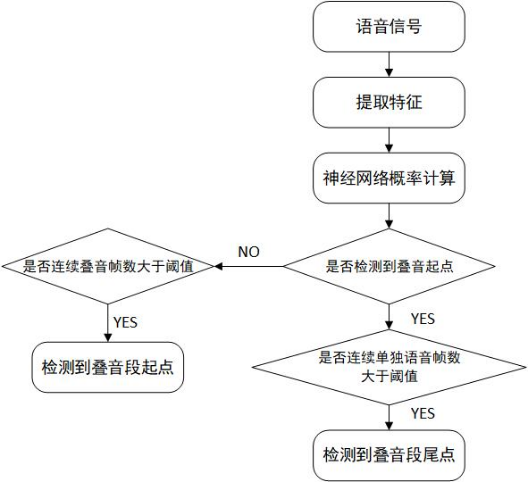 语音信号
提取特征
神经网络概率计算
是否检测到叠音起点
NO
是否连续叠音帧数大于阈值
YES
检测到叠音段起点
YES
是否连续单独语音帧数
大于阈值
YES
检测到叠音段尾点